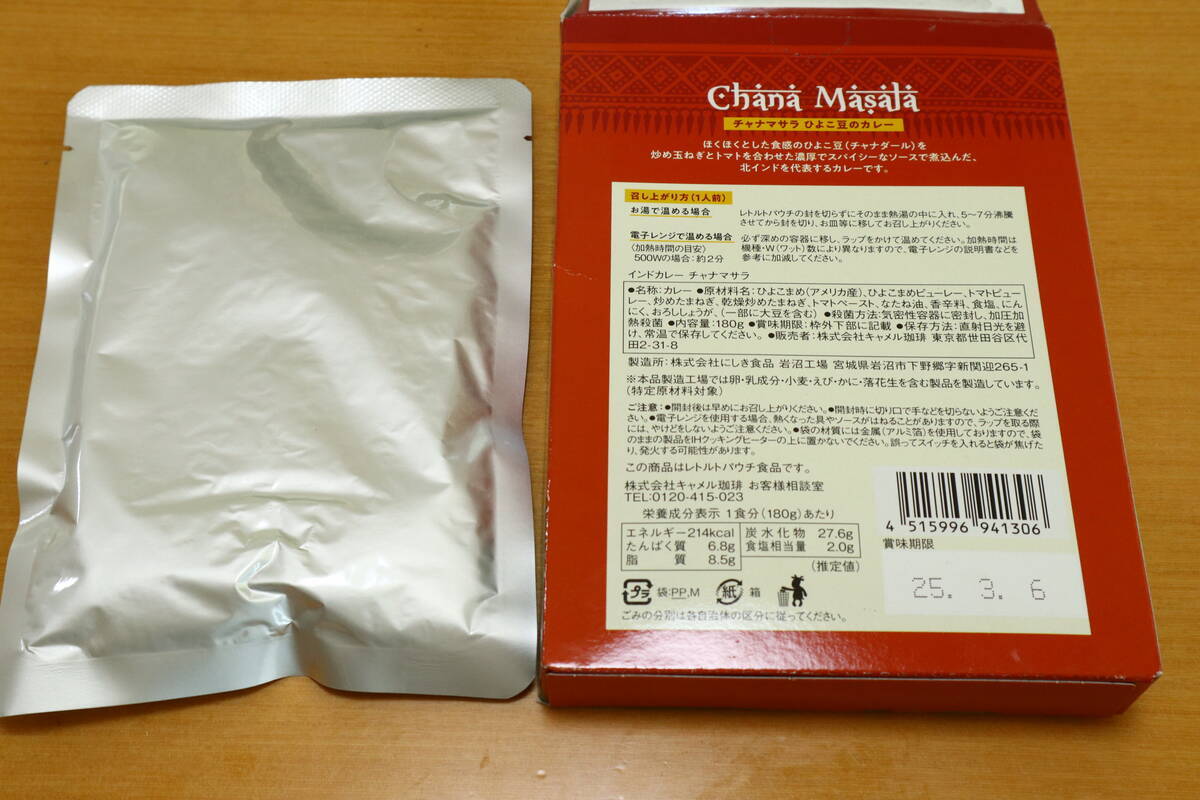 Chana Masala
チャナマサラ ひよこ豆のカレー
ほくほくとした食感のひよこ豆(チャナダール)を
炒め玉ねぎとトマトを合わせた濃厚でスパイシーなソースで煮込んだ、
北インドを代表するカレーです。
召し上がり方(1人前)
お湯で温める場合
レトルトパウチの封を切らずにそのまま熱湯の中に入れ、5〜7分沸騰
させてから封を切り、お皿等に移してお召し上がりください。
電子レンジで温める場合
〈加熱時間の目安〉
500Wの場合:約2分
必ず深めの容器に移し、ラップをかけて温めてください。加熱時間は
機種・W(ワット)数により異なりますので、電子レンジの説明書などを
参考に加減してください。
インドカレー チャナマサラ
●名称:カレー ●原材料名:ひよこまめ(アメリカ産)、ひよこまめピューレー、トマトピュー
レー、炒めたまねぎ、乾燥炒めたまねぎ、トマトペースト、なたね油、香辛料、食塩、にん
にく、おろししょうが、(一部に大豆を含む) ●殺菌方法:気密性容器に密封し、加圧加
熱殺菌 ●内容量:180g ●賞味期限:枠外下部に記載 ●保存方法:直射日光を避
け、常温で保存してください。 ●販売者:株式会社キャメル珈琲 東京都世田谷区代
田2-31-8
製造所:株式会社にしき食品 岩沼工場 宮城県岩沼市下野郷字新関迎265-1
※本品製造工場では卵・乳成分・小麦・えび・かに・落花生を含む製品を製造しています。
(特定原材料対象)
ご注意:●開封後は早めにお召し上がりください。●開封時に切り口で手などを切らないようご注意くだ
さい。●電子レンジを使用する場合、熱くなった具やソースがはねることがありますので、ラップを取る際
には、やけどをしないようご注意ください。●袋の材質には金属(アルミ箔)を使用しておりますので、袋
のままの製品をIHクッキングヒーターの上に置かないでください。誤ってスイッチを入れると袋が焦げた
り、発火する可能性があります。
この商品はレトルトパウチ食品です。
株式会社キャメル珈琲 お客様相談室
TEL:0120-415-023
栄養成分表示 1食分(180g)あたり
エネルギー 214kcal 炭水化物 27.6g
たんぱく質 6.8g 食塩相当量 2.0g
脂質 8.5g
(推定値)
プラ 袋:PP,M 紙 箱
ごみの分別は各自治体の区分に従ってください。
4 515996 941306
賞味期限
25. 3. 6